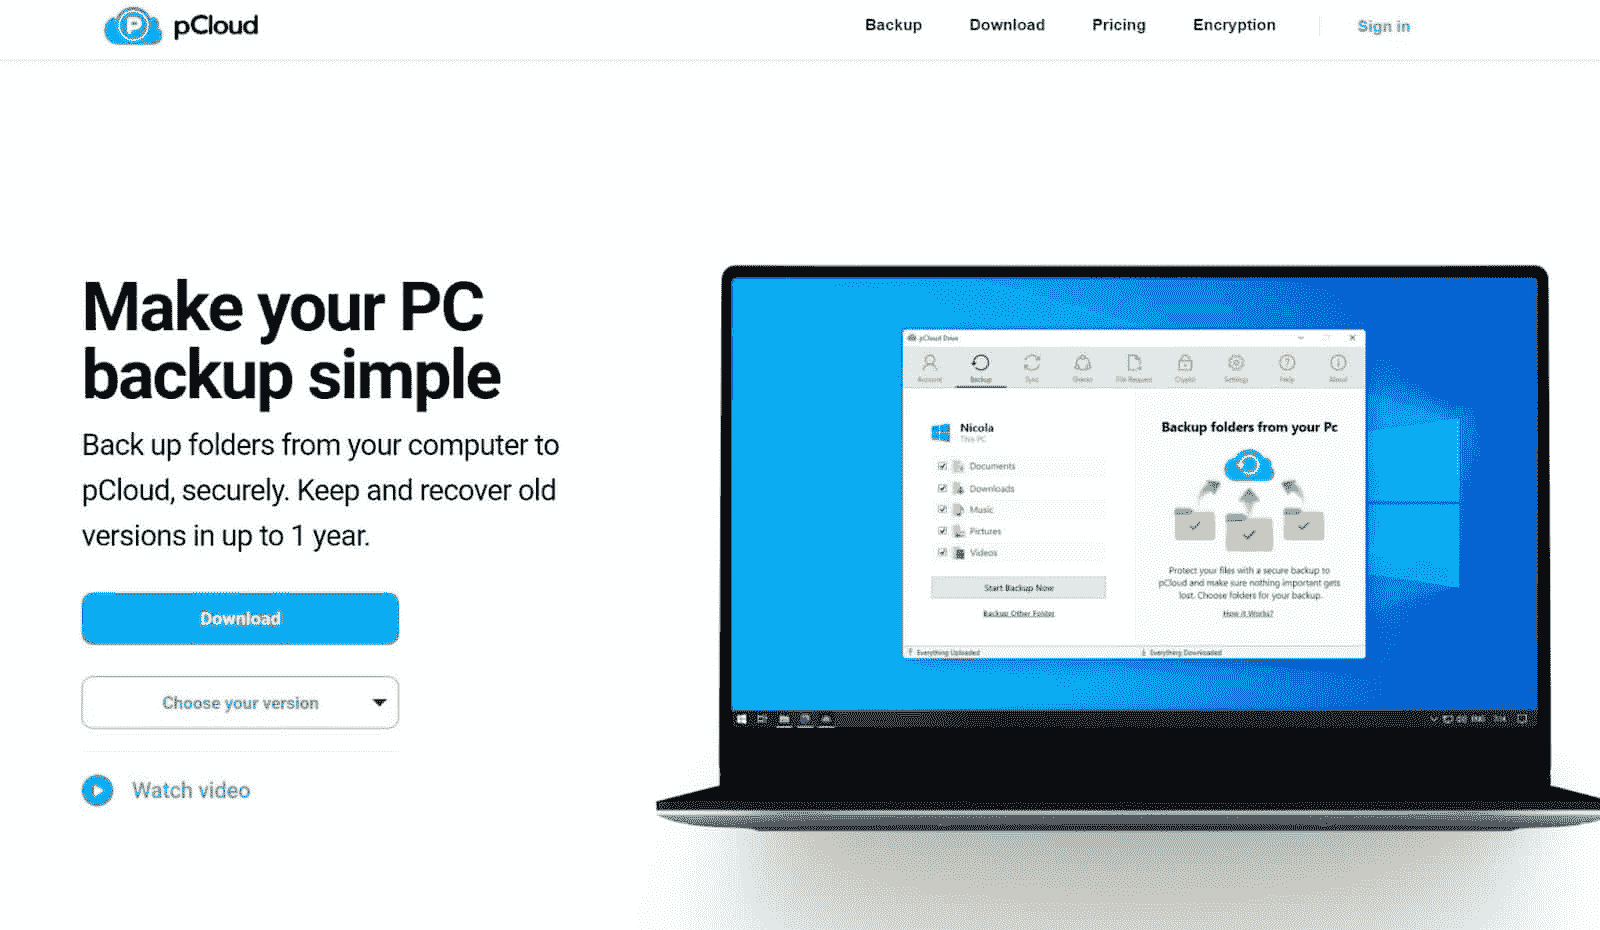 pCloud
Backup Download Pricing Encryption Sign in
Make your PC
backup simple
Back up folders from your computer to
pCloud, securely. Keep and recover old
versions in up to 1 year.
Download
Choose your version
Watch video
pCloud Drive
Account Backup Sync Shares File Request Crypto Settings Help About
Nicola
This PC
Documents
Downloads
Music
Pictures
Videos
Start Backup Now
Backup Other Folder
Backup folders from your Pc
Protect your files with a secure backup to
pCloud and make sure nothing important gets
lost. Choose folders for your backup.
How it Works?
Everything Uploaded
Everything Downloaded
ENG